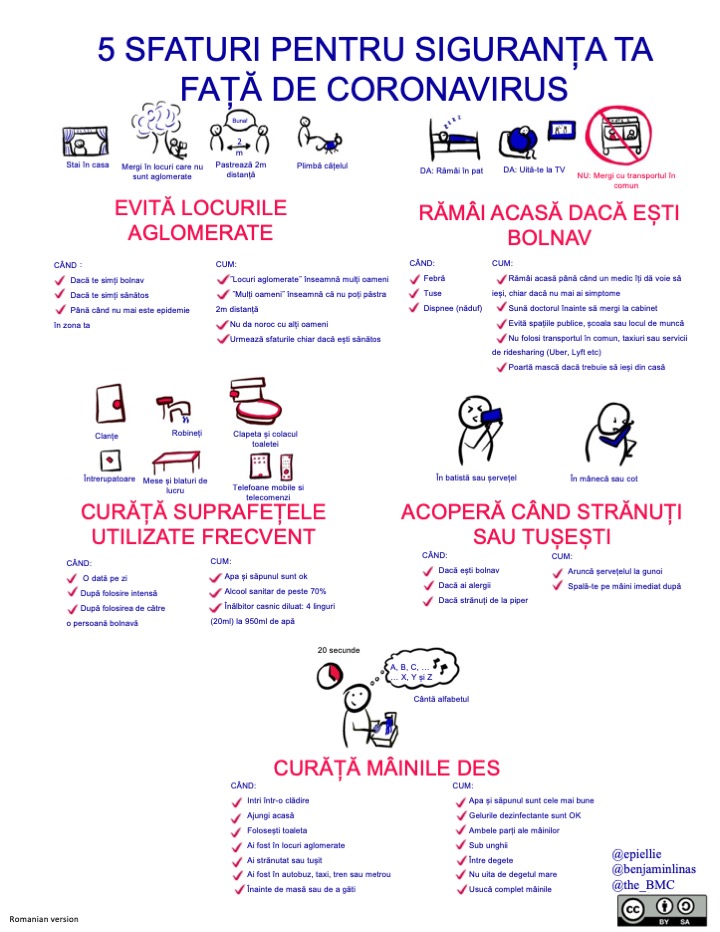 5 SFATURI PENTRU SIGURANȚA TA
FAȚĂ DE CORONAVIRUS
Stai în casa
Mergi în locuri care nu
sunt aglomerate
Buna!
2
m
Pastrează 2m
distanță
Plimbă cățelul
zzzz
DA: Rămâi în pat
DA: Uită-te la TV
NU: Mergi cu transportul în
comun
EVITĂ LOCURILE
AGLOMERATE
CÂND :
Dacă te simți bolnav
Dacă te simți sănătos
Până când nu mai este epidemie
în zona ta
CUM:
“Locuri aglomerate” înseamnă mulți oameni
“Mulți oameni” înseamnă că nu poți păstra
2m distanță
Nu da noroc cu alți oameni
Urmează sfaturile chiar dacă ești sănătos
RĂMÂI ACASĂ DACĂ EȘTI
BOLNAV
CÂND:
Febră
Tuse
Dispnee (năduf)
CUM:
Rămâi acasă până când un medic îți dă voie să
ieși, chiar dacă nu mai ai simptome
Sună doctorul înainte să mergi la cabinet
Evită spațiile publice, școala sau locul de muncă
Nu folosi transportul în comun, taxiuri sau servicii
de ridesharing (Uber, Lyft etc)
Poartă mască dacă trebuie să ieși din casă
Clanțe
Robineți
Clapeta și colacul
toaletei
Întrerupatoare
Mese și blaturi de
lucru
Telefoane mobile si
telecomenzi
CURĂȚĂ SUPRAFEȚELE
UTILIZATE FRECVENT
CÂND:
O dată pe zi
După folosire intensă
După folosirea de către
o persoană bolnavă
CUM:
Apa și săpunul sunt ok
Alcool sanitar de peste 70%
Înălbitor casnic diluat: 4 linguri
(20ml) la 950ml de apă
În batistă sau șervețel
În mânecă sau cot
ACOPERĂ CÂND STRĂNUȚI
SAU TUȘEȘTI
CÂND:
Dacă ești bolnav
Dacă ai alergii
Dacă strănuți de la piper
CUM:
Aruncă șervețelul la gunoi
Spală-te pe mâini imediat după
20 secunde
A, B, C, ...
... X, Y și Z
Cântă alfabetul
CURĂȚĂ MÂINILE DES
CÂND:
Intri într-o clădire
Ajungi acasă
Folosești toaleta
Ai fost în locuri aglomerate
Ai strănutat sau tușit
Ai fost în autobuz, taxi, tren sau metrou
Înainte de masă sau de a găti
CUM:
Apa și săpunul sunt cele mai bune
Gelurile dezinfectante sunt OK
Ambele parți ale mâinilor
Sub unghii
Între degete
Nu uita de degetul mare
Usucă complet mâinile
@epiellie
@benjaminlinas
@the_BMC
cc
BY SA
Romanian version